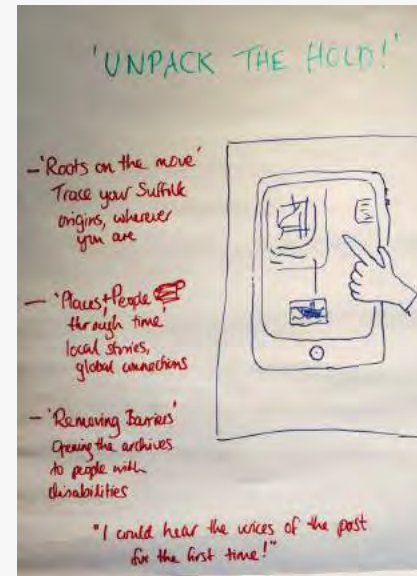 'UNPACK THE HOLD!'
- 'Roots on the move'
Trace your Suffolk
origins, wherever
you are
- 'Places + People
through time'
local stories,
global connections
- 'Removing Barriers'
Opening the archives
to people with
disabilities
"I could hear the voices of the past
for the first time!"